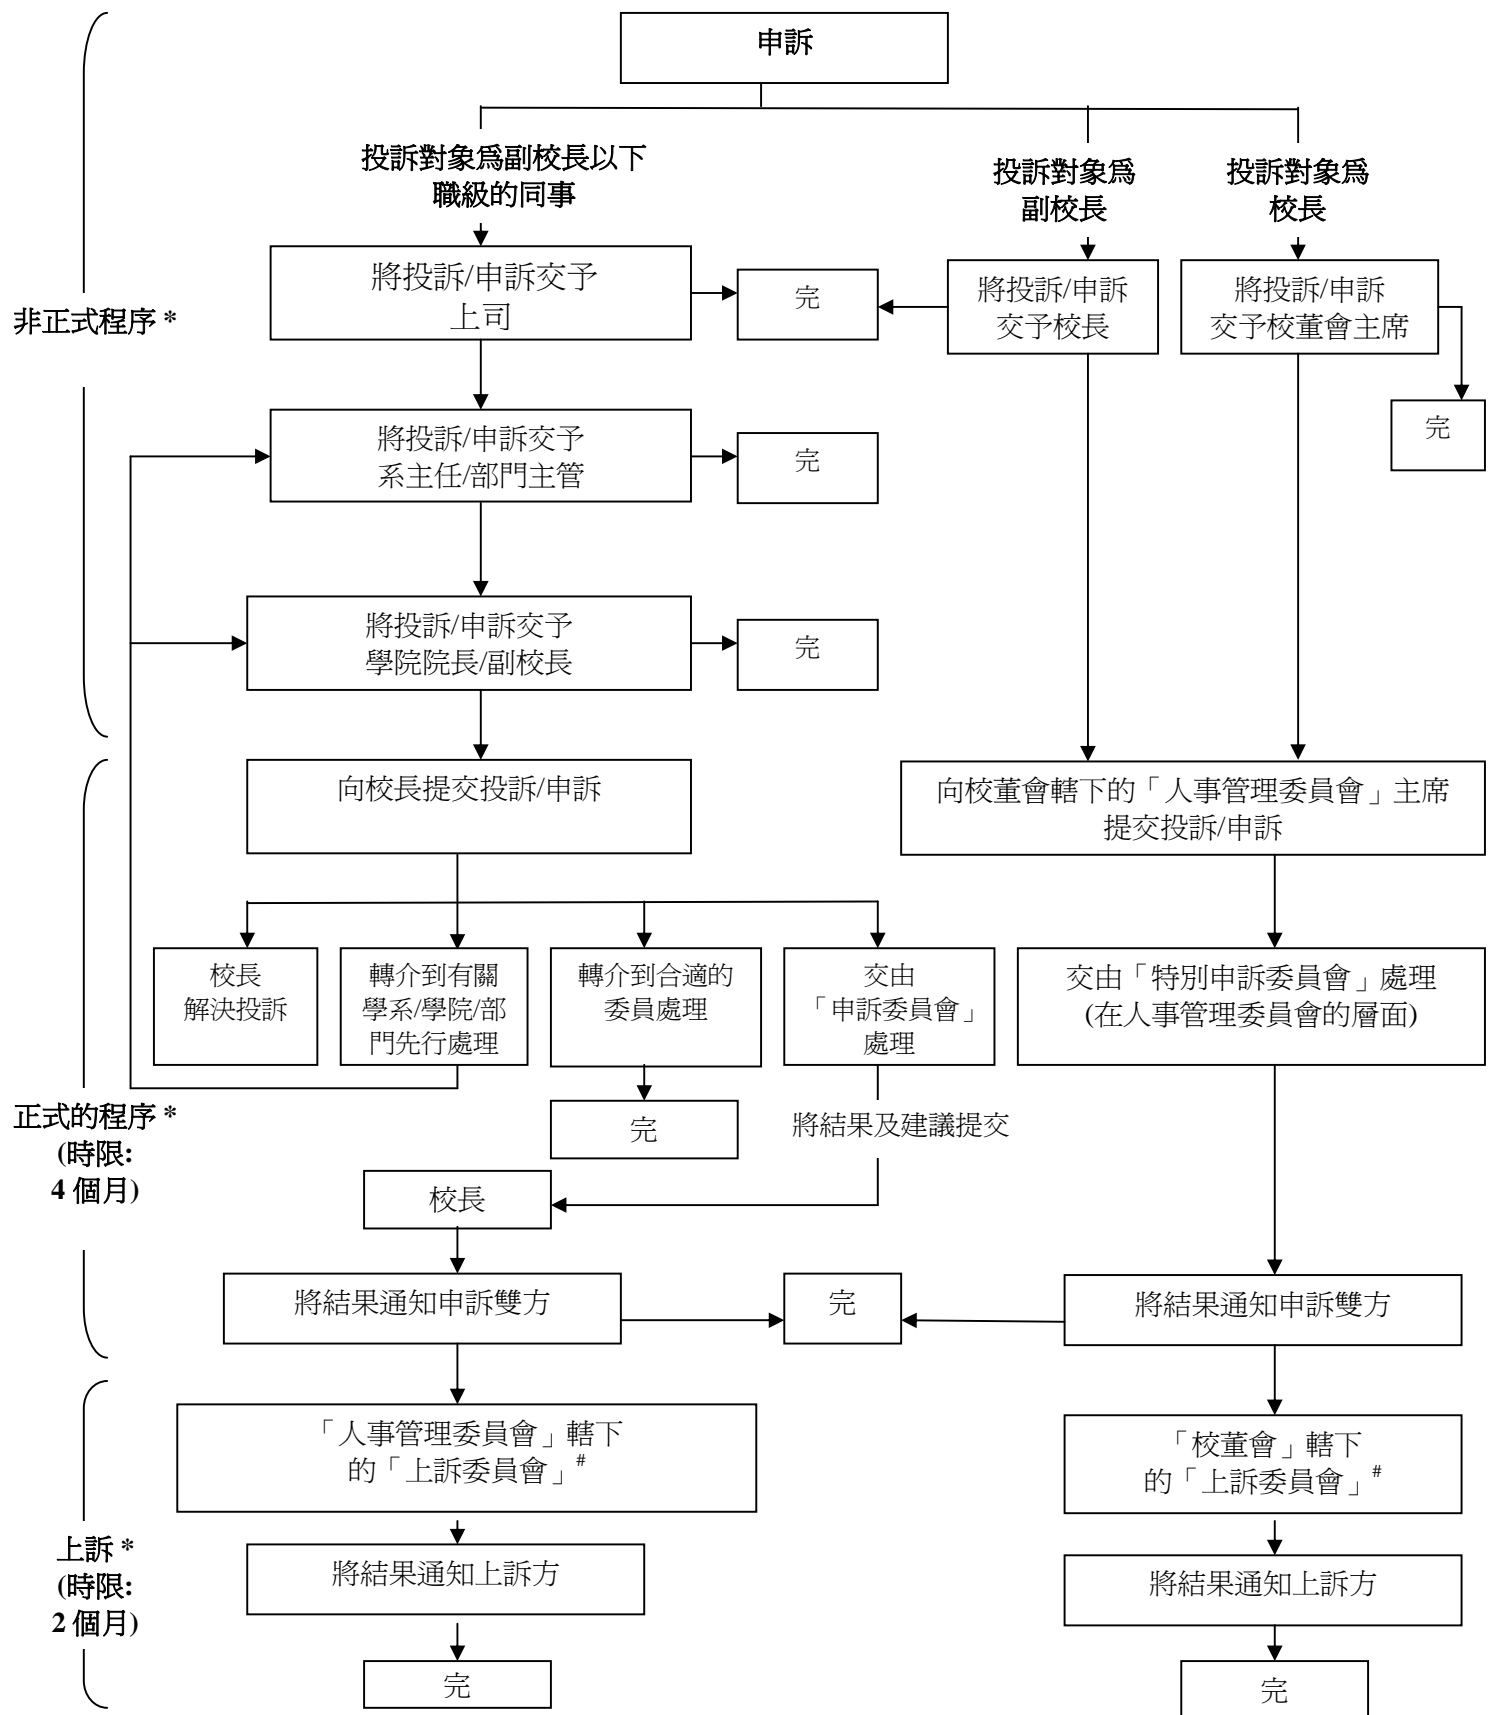 申訴
投訴對象爲副校長以下
職級的同事
投訴對象爲
副校長
投訴對象爲
校長
非正式程序 *
將投訴/申訴交予
上司
完
將投訴/申訴
交予校長
將投訴/申訴
交予校董會主席
完
將投訴/申訴交予
系主任/部門主管
完
將投訴/申訴交予
學院院長/副校長
完
正式的程序 *
(時限:
4 個月)
向校長提交投訴/申訴
向校董會轄下的「人事管理委員會」主席
提交投訴/申訴
校長
解決投訴
轉介到有關
學系/學院/部
門先行處理
轉介到合適的
委員處理
交由
「申訴委員會」
處理
交由「特別申訴委員會」處理
(在人事管理委員會的層面)
完
將結果及建議提交
校長
將結果通知申訴雙方
完
將結果通知申訴雙方
上訴 *
(時限:
2 個月)
「人事管理委員會」轄下
的「上訴委員會」#
「校董會」轄下
的「上訴委員會」#
將結果通知上訴方
將結果通知上訴方
完
完